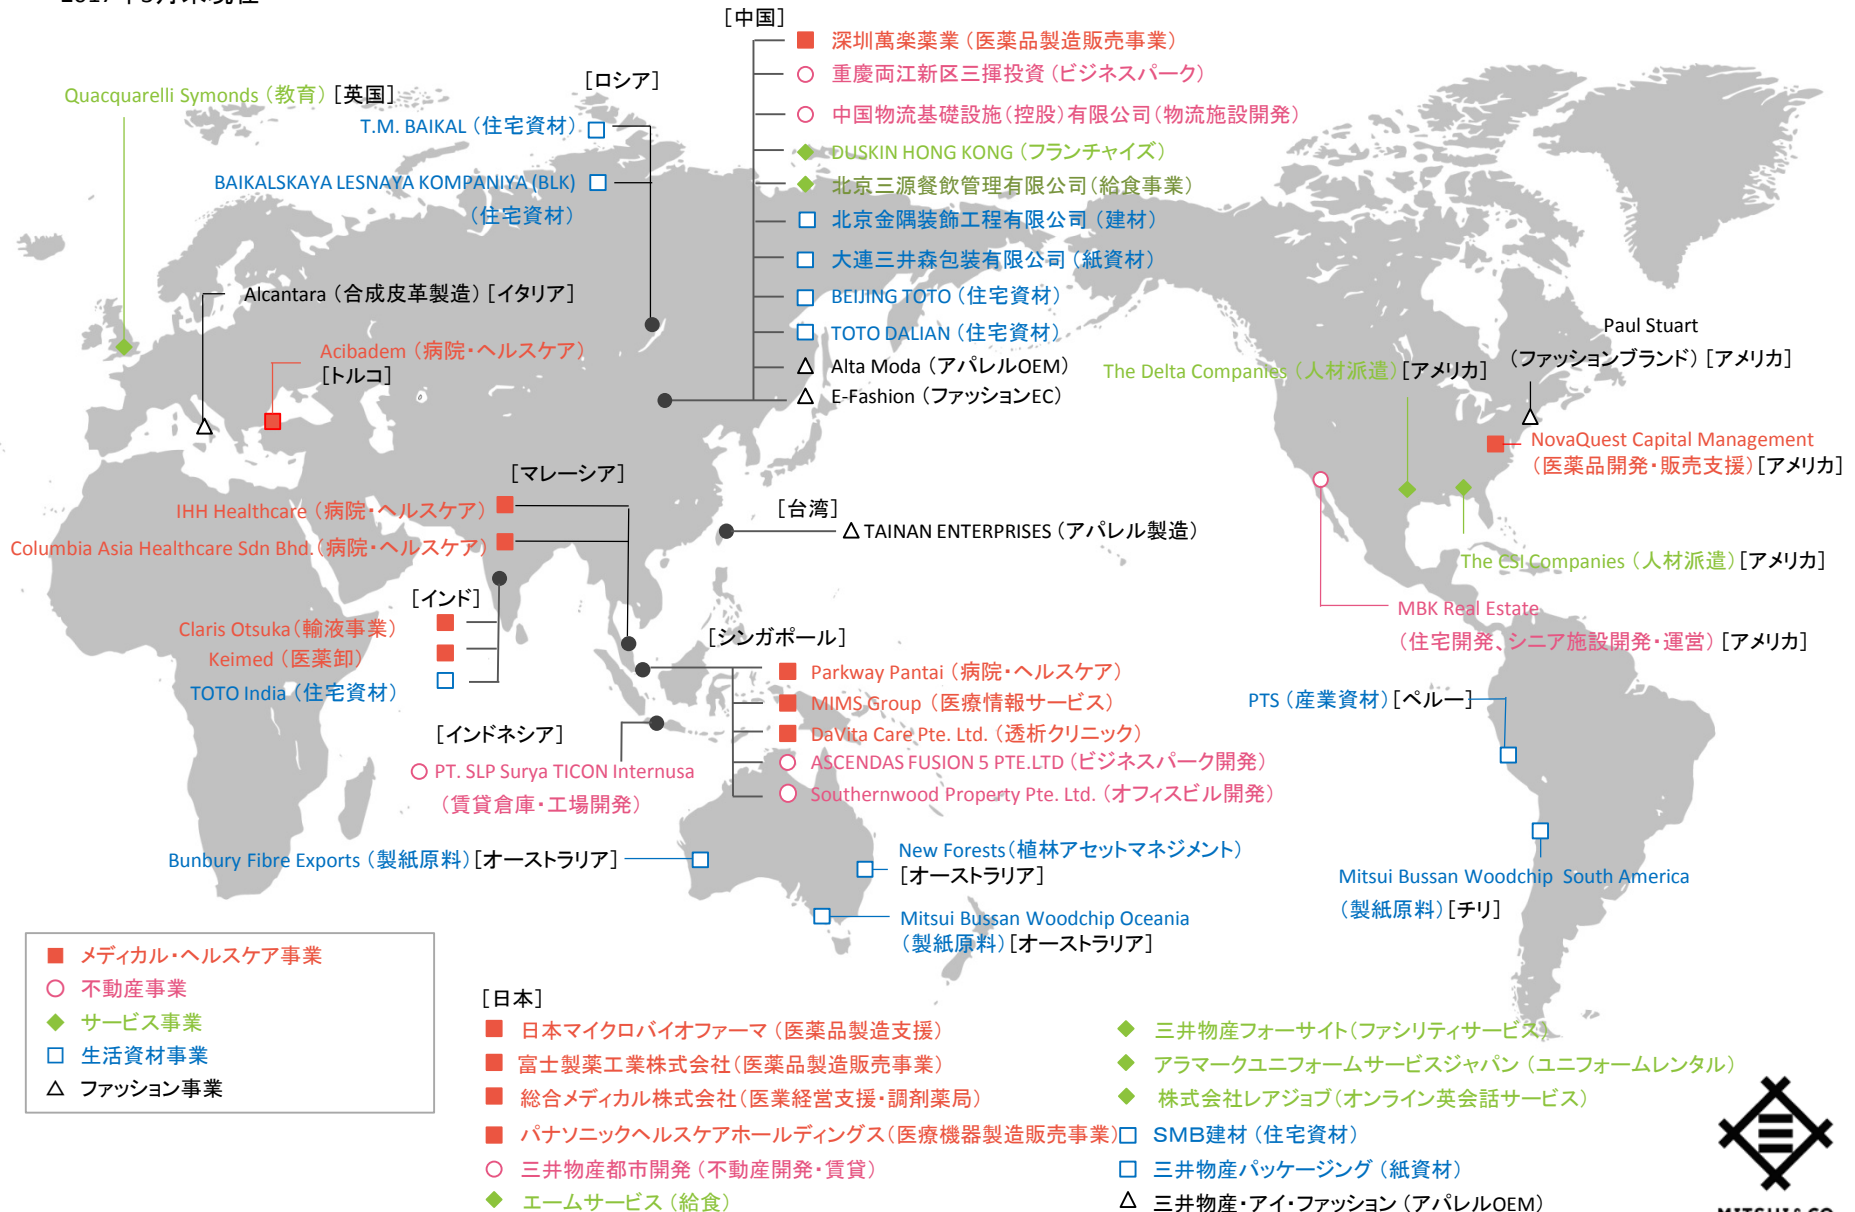 [中国]
深圳萬楽薬業（医薬品製造販売事業）
重慶両江新区三揮投資（ビジネスパーク）
中国物流基礎設施(控股)有限公司(物流施設開発)
DUSKIN HONG KONG（フランチャイズ）
北京三源餐飲管理有限公司(給食事業)
北京金隅装飾工程有限公司（建材）
大連三井森包装有限公司（紙資材）
BEIJING TOTO（住宅資材）
TOTO DALIAN（住宅資材）
Alta Moda（アパレルOEM）
E-Fashion（ファッションEC）
Quacquarelli Symonds（教育）[英国]
[ロシア]
T.M. BAIKAL（住宅資材）
BAIKALSKAYA LESNAYA KOMPANIYA (BLK)
（住宅資材）
Alcantara（合成皮革製造）[イタリア]
Acibadem（病院・ヘルスケア）
[トルコ]
Paul Stuart
（ファッションブランド）[アメリカ]
The Delta Companies（人材派遣）[アメリカ]
NovaQuest Capital Management
（医薬品開発・販売支援）[アメリカ]
[マレーシア]
IHH Healthcare（病院・ヘルスケア）
Columbia Asia Healthcare Sdn Bhd.（病院・ヘルスケア）
[台湾]
TAINAN ENTERPRISES（アパレル製造）
The CSI Companies（人材派遣）[アメリカ]
MBK Real Estate
（住宅開発、シニア施設開発・運営）[アメリカ]
[インド]
Claris Otsuka（輸液事業）
Keimed（医薬卸）
TOTO India（住宅資材）
[シンガポール]
Parkway Pantai（病院・ヘルスケア）
MIMS Group（医療情報サービス）
DaVita Care Pte. Ltd.（透析クリニック）
ASCENDAS FUSION 5 PTE.LTD（ビジネスパーク開発）
Southernwood Property Pte. Ltd.（オフィスビル開発）
[インドネシア]
PT. SLP Surya TICON Internusa
（賃貸倉庫・工場開発）
PTS（産業資材）[ペルー]
Bunbury Fibre Exports（製紙原料）[オーストラリア]
New Forests（植林アセットマネジメント）
[オーストラリア]
Mitsui Bussan Woodchip Oceania
（製紙原料）[オーストラリア]
Mitsui Bussan Woodchip South America
（製紙原料）[チリ]
メディカル・ヘルスケア事業
不動産事業
サービス事業
生活資材事業
ファッション事業
[日本]
日本マイクロバイオファーマ（医薬品製造支援）
富士製薬工業株式会社（医薬品製造販売事業）
総合メディカル株式会社（医業経営支援・調剤薬局）
パナソニックヘルスケアホールディングス（医療機器製造販売事業）
三井物産都市開発（不動産開発・賃貸）
エームサービス（給食）
三井物産フォーサイト（ファシリティサービス）
アラマークユニフォームサービスジャパン（ユニフォームレンタル）
株式会社レアジョブ（オンライン英会話サービス）
SMB建材（住宅資材）
三井物産パッケージング（紙資材）
三井物産・アイ・ファッション（アパレルOEM）